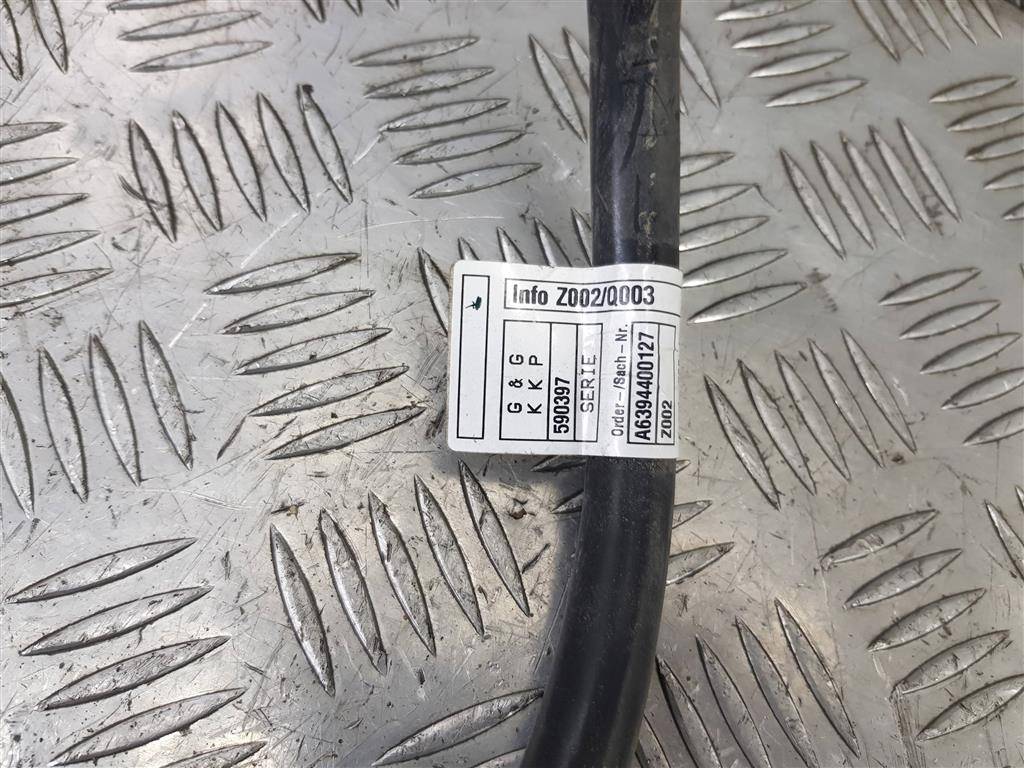 Info Z002/Q003
G & G
K K P
590397
SERIE
Order-/Sach-Nr.
A6394400127
Z002